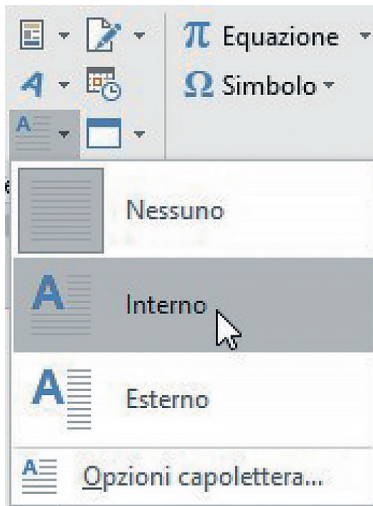 π Equazione
Ω Simbolo
Nessuno
A Interno
A Esterno
Opzioni capolettera...